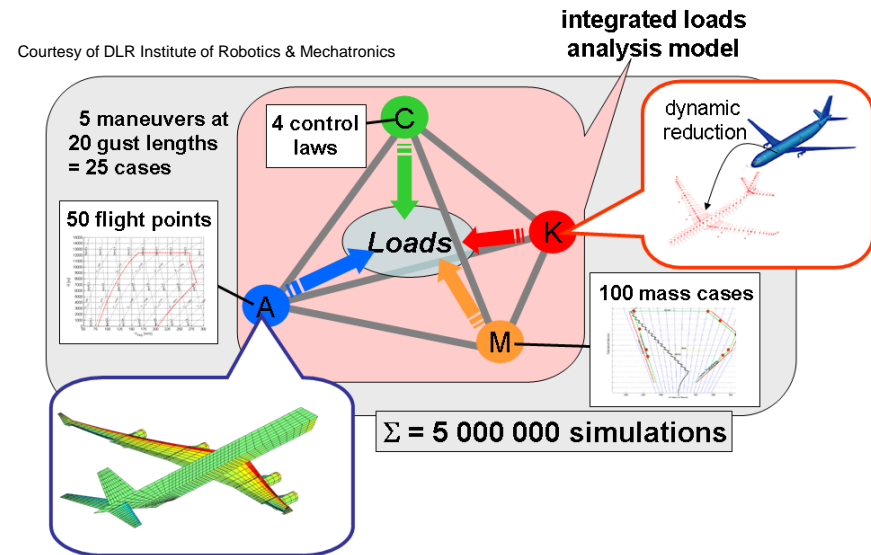 integrated loads
analysis model
Courtesy of DLR Institute of Robotics & Mechatronics
5 maneuvers at
20 gust lengths
= 25 cases
4 control
laws
C
dynamic
reduction
50 flight points
Loads
K
A
M
100 mass cases
Σ = 5 000 000 simulations